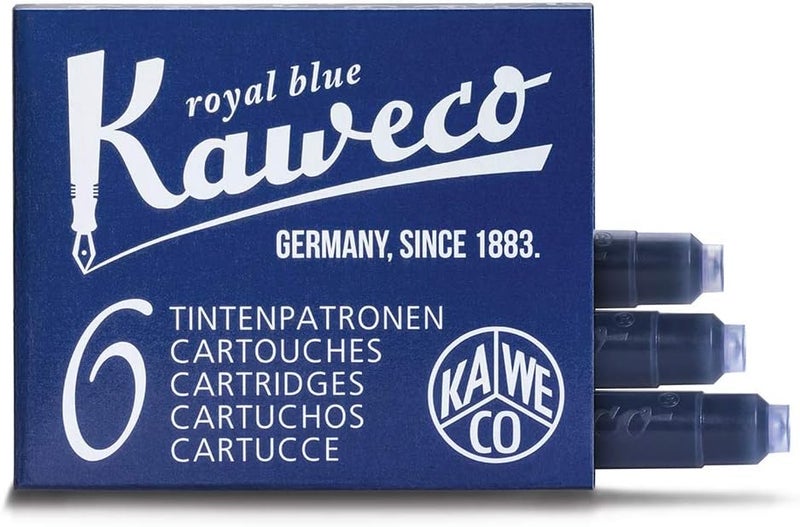 royal blue
Kaweco
GERMANY, SINCE 1883.
6
TINTENPATRONEN
CARTOUCHES
CARTRIDGES
CARTUCHOS
CARTUCCE
KA WE
CO